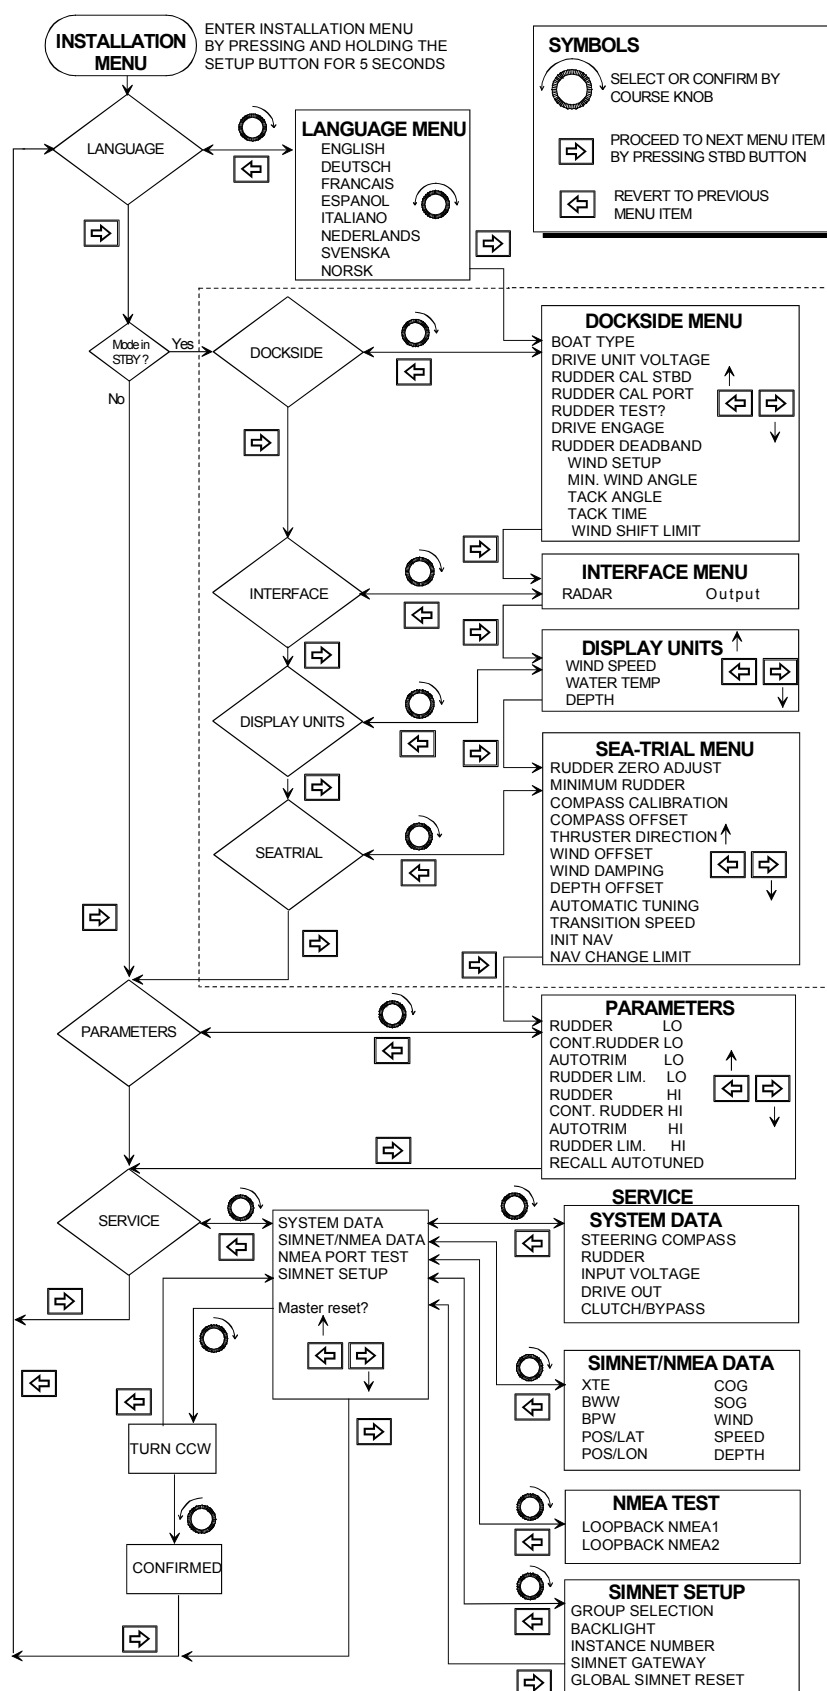 INSTALLATION
MENU
ENTER INSTALLATION MENU
BY PRESSING AND HOLDING THE
SETUP BUTTON FOR 5 SECONDS
SYMBOLS
SELECT OR CONFIRM BY
COURSE KNOB
PROCEED TO NEXT MENU ITEM
BY PRESSING STBD BUTTON
REVERT TO PREVIOUS
MENU ITEM
LANGUAGE
LANGUAGE MENU
ENGLISH
DEUTSCH
FRANCAIS
ESPANOL
ITALIANO
NEDERLANDS
SVENSKA
NORSK
Mode in
STBY ?
Yes
No
DOCKSIDE
DOCKSIDE MENU
BOAT TYPE
DRIVE UNIT VOLTAGE
RUDDER CAL STBD
RUDDER CAL PORT
RUDDER TEST?
DRIVE ENGAGE
RUDDER DEADBAND
WIND SETUP
MIN. WIND ANGLE
TACK ANGLE
TACK TIME
WIND SHIFT LIMIT
INTERFACE
INTERFACE MENU
RADAR Output
DISPLAY UNITS
DISPLAY UNITS
WIND SPEED
WATER TEMP
DEPTH
SEATRIAL
SEA-TRIAL MENU
RUDDER ZERO ADJUST
MINIMUM RUDDER
COMPASS CALIBRATION
COMPASS OFFSET
THRUSTER DIRECTION
WIND OFFSET
WIND DAMPING
DEPTH OFFSET
AUTOMATIC TUNING
TRANSITION SPEED
INIT NAV
NAV CHANGE LIMIT
PARAMETERS
PARAMETERS
RUDDER LO
CONT.RUDDER LO
AUTOTRIM LO
RUDDER LIM. LO
RUDDER HI
CONT. RUDDER HI
AUTOTRIM HI
RUDDER LIM. HI
RECALL AUTOTUNED
SERVICE
SYSTEM DATA
SIMNET/NMEA DATA
NMEA PORT TEST
SIMNET SETUP
Master reset?
SERVICE
SYSTEM DATA
STEERING COMPASS
RUDDER
INPUT VOLTAGE
DRIVE OUT
CLUTCH/BYPASS
SIMNET/NMEA DATA
XTE COG
BWW SOG
BPW WIND
POS/LAT SPEED
POS/LON DEPTH
TURN CCW
CONFIRMED
NMEA TEST
LOOPBACK NMEA1
LOOPBACK NMEA2
SIMNET SETUP
GROUP SELECTION
BACKLIGHT
INSTANCE NUMBER
SIMNET GATEWAY
GLOBAL SIMNET RESET